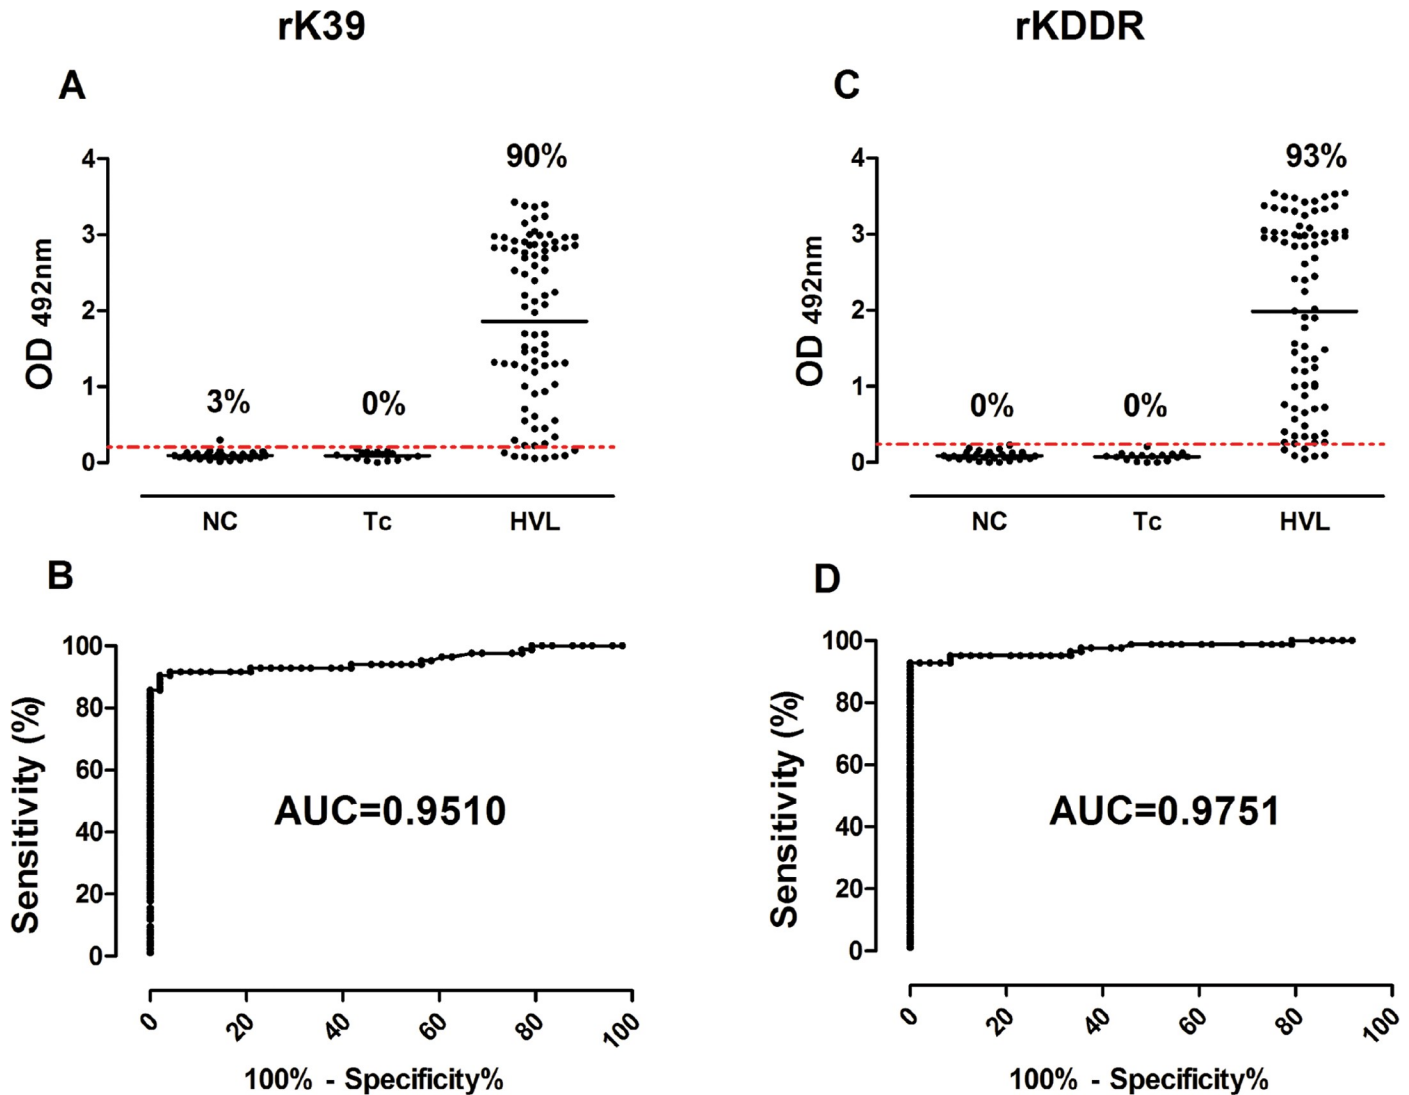 rK39
rKDDR
A
4
3
2
1
0
OD 492nm
3%
0%
90%
NC
Tc
HVL
C
4
3
2
1
0
OD 492nm
0%
0%
93%
NC
Tc
HVL
B
100
80
60
40
20
0
Sensitivity (%)
AUC=0.9510
0
20
40
60
80
100
100% - Specificity%
D
100
80
60
40
20
0
Sensitivity (%)
AUC=0.9751
0
20
40
60
80
100
100% - Specificity%